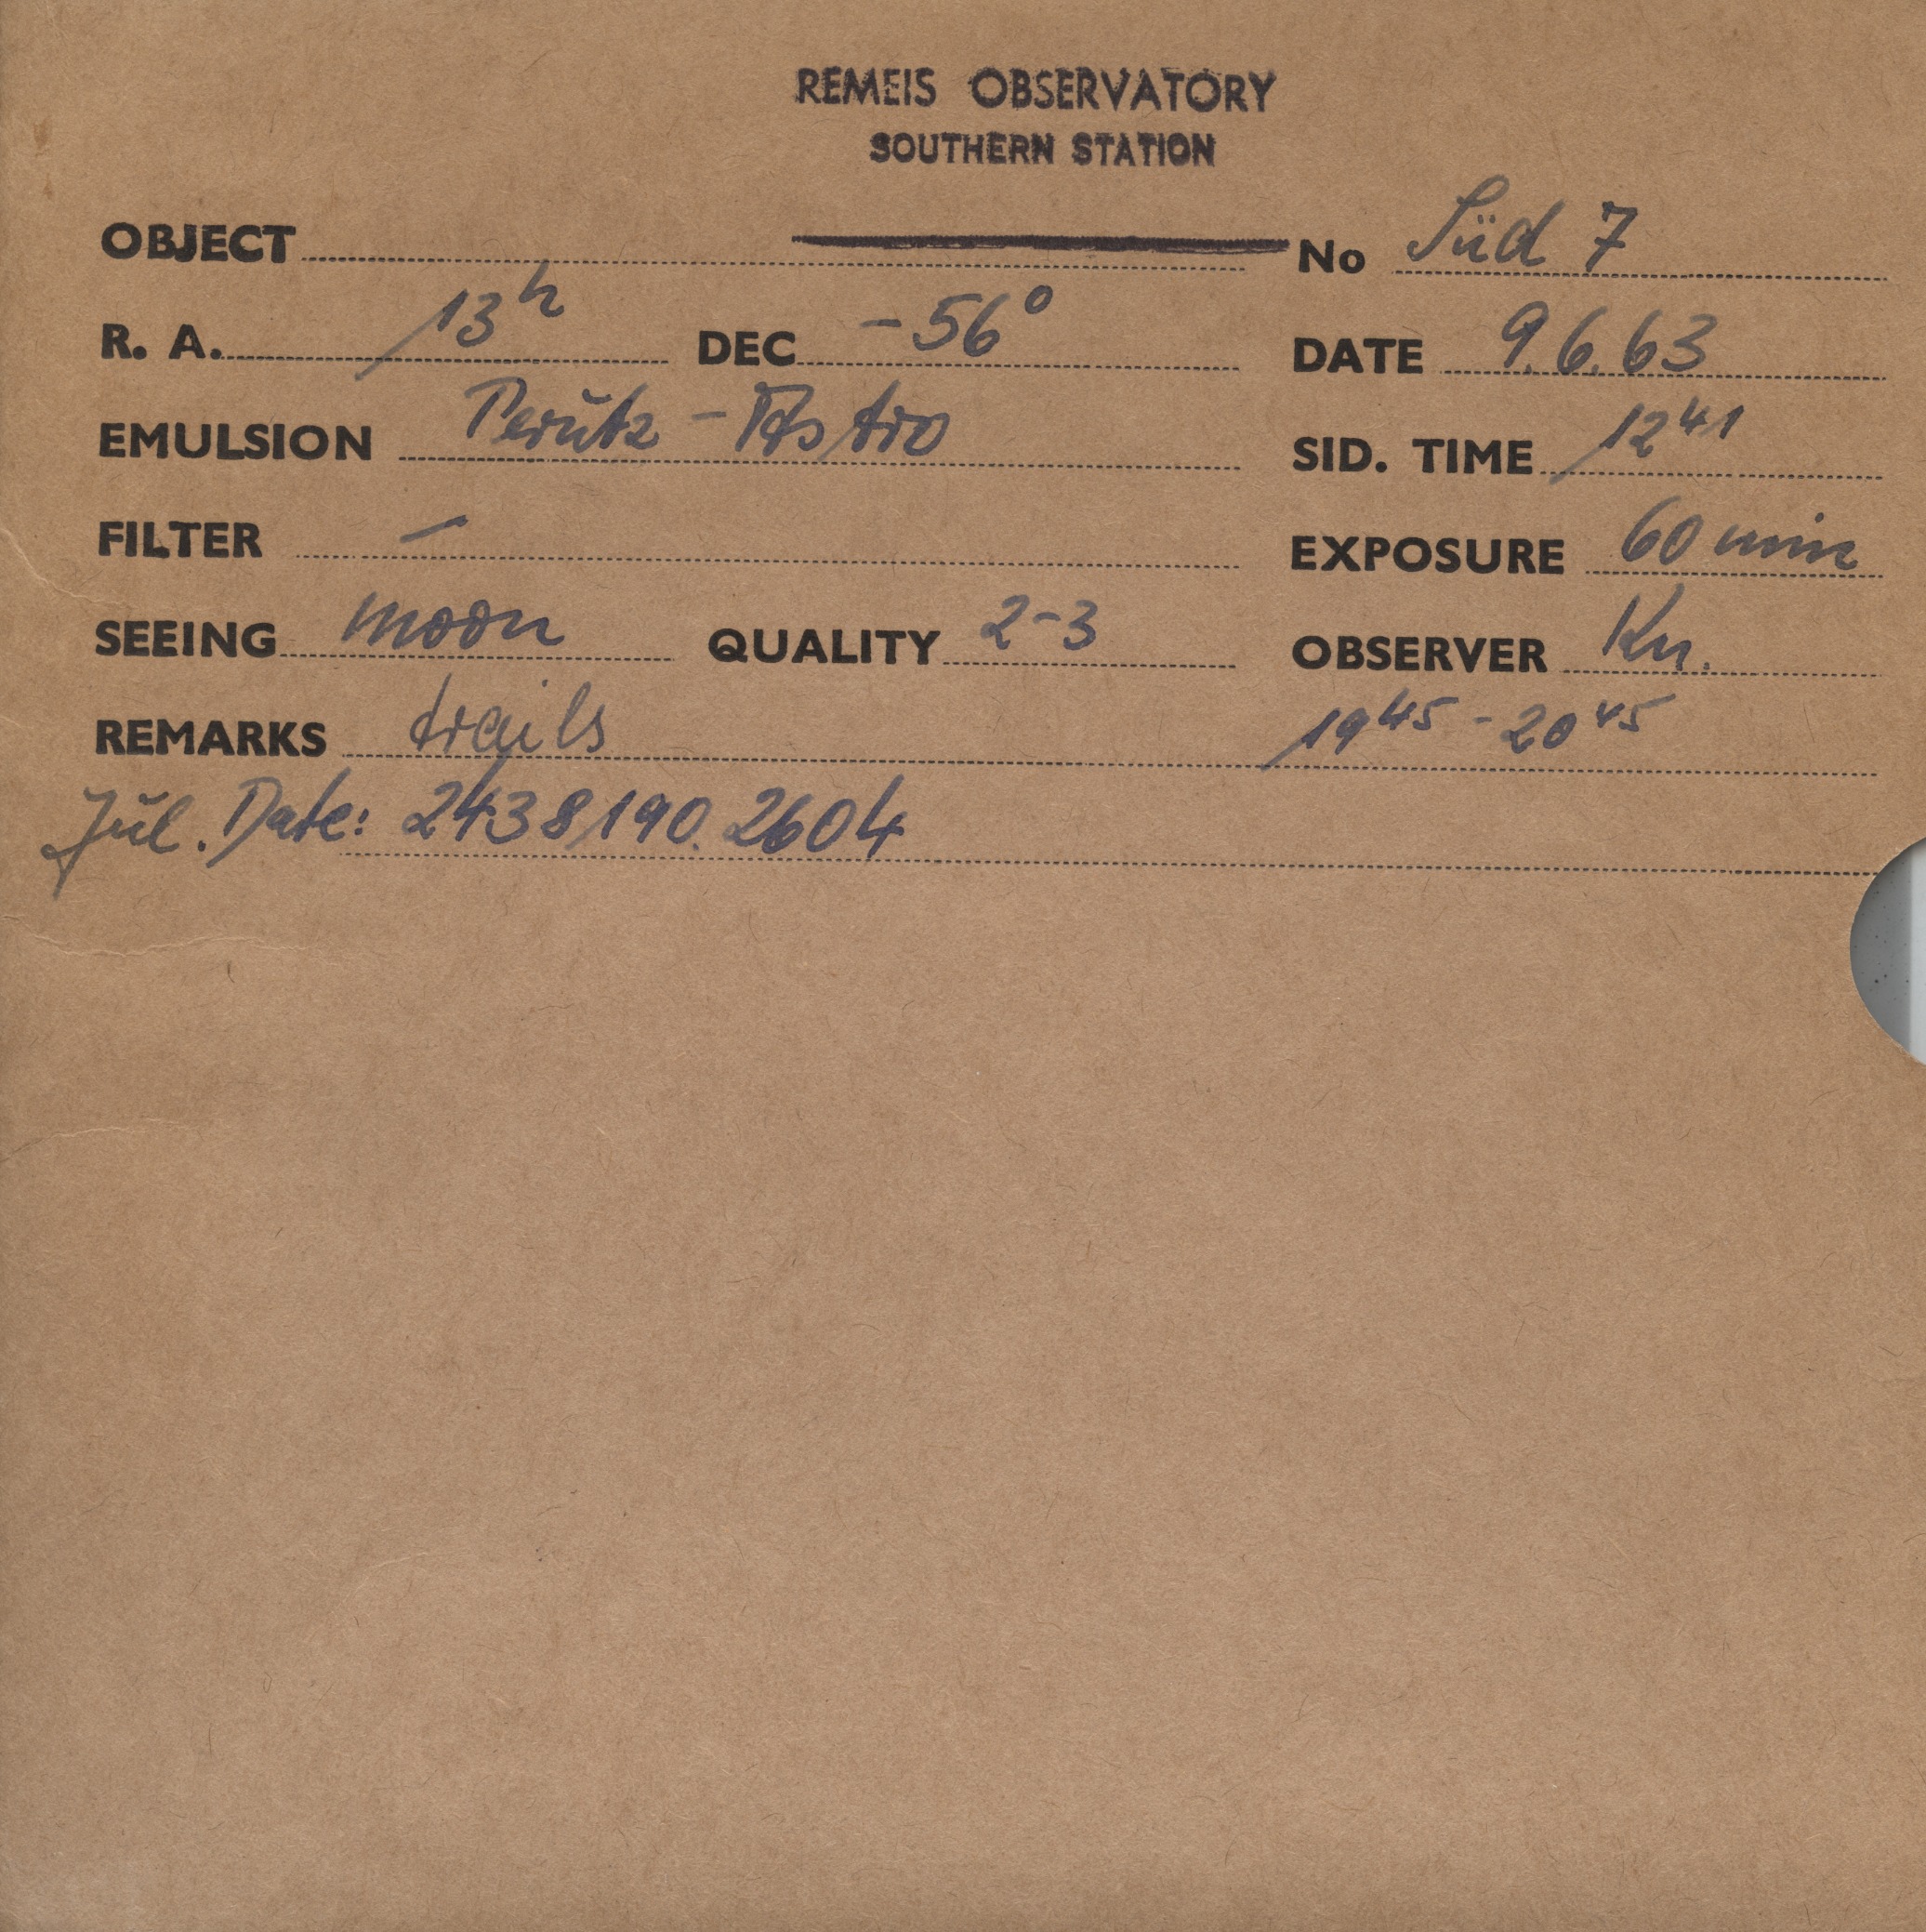 REMEIS OBSERVATORY
SOUTHERN STATION
OBJECT No Süd 7
R. A. 13h DEC -56° DATE 9.6.63
EMULSION Perutz - Astro SID. TIME 12 41
FILTER - EXPOSURE 60 min
SEEING moon QUALITY 2-3 OBSERVER Kn.
REMARKS trails 19 45 - 20 45
Jul. Date: 2438190.2604